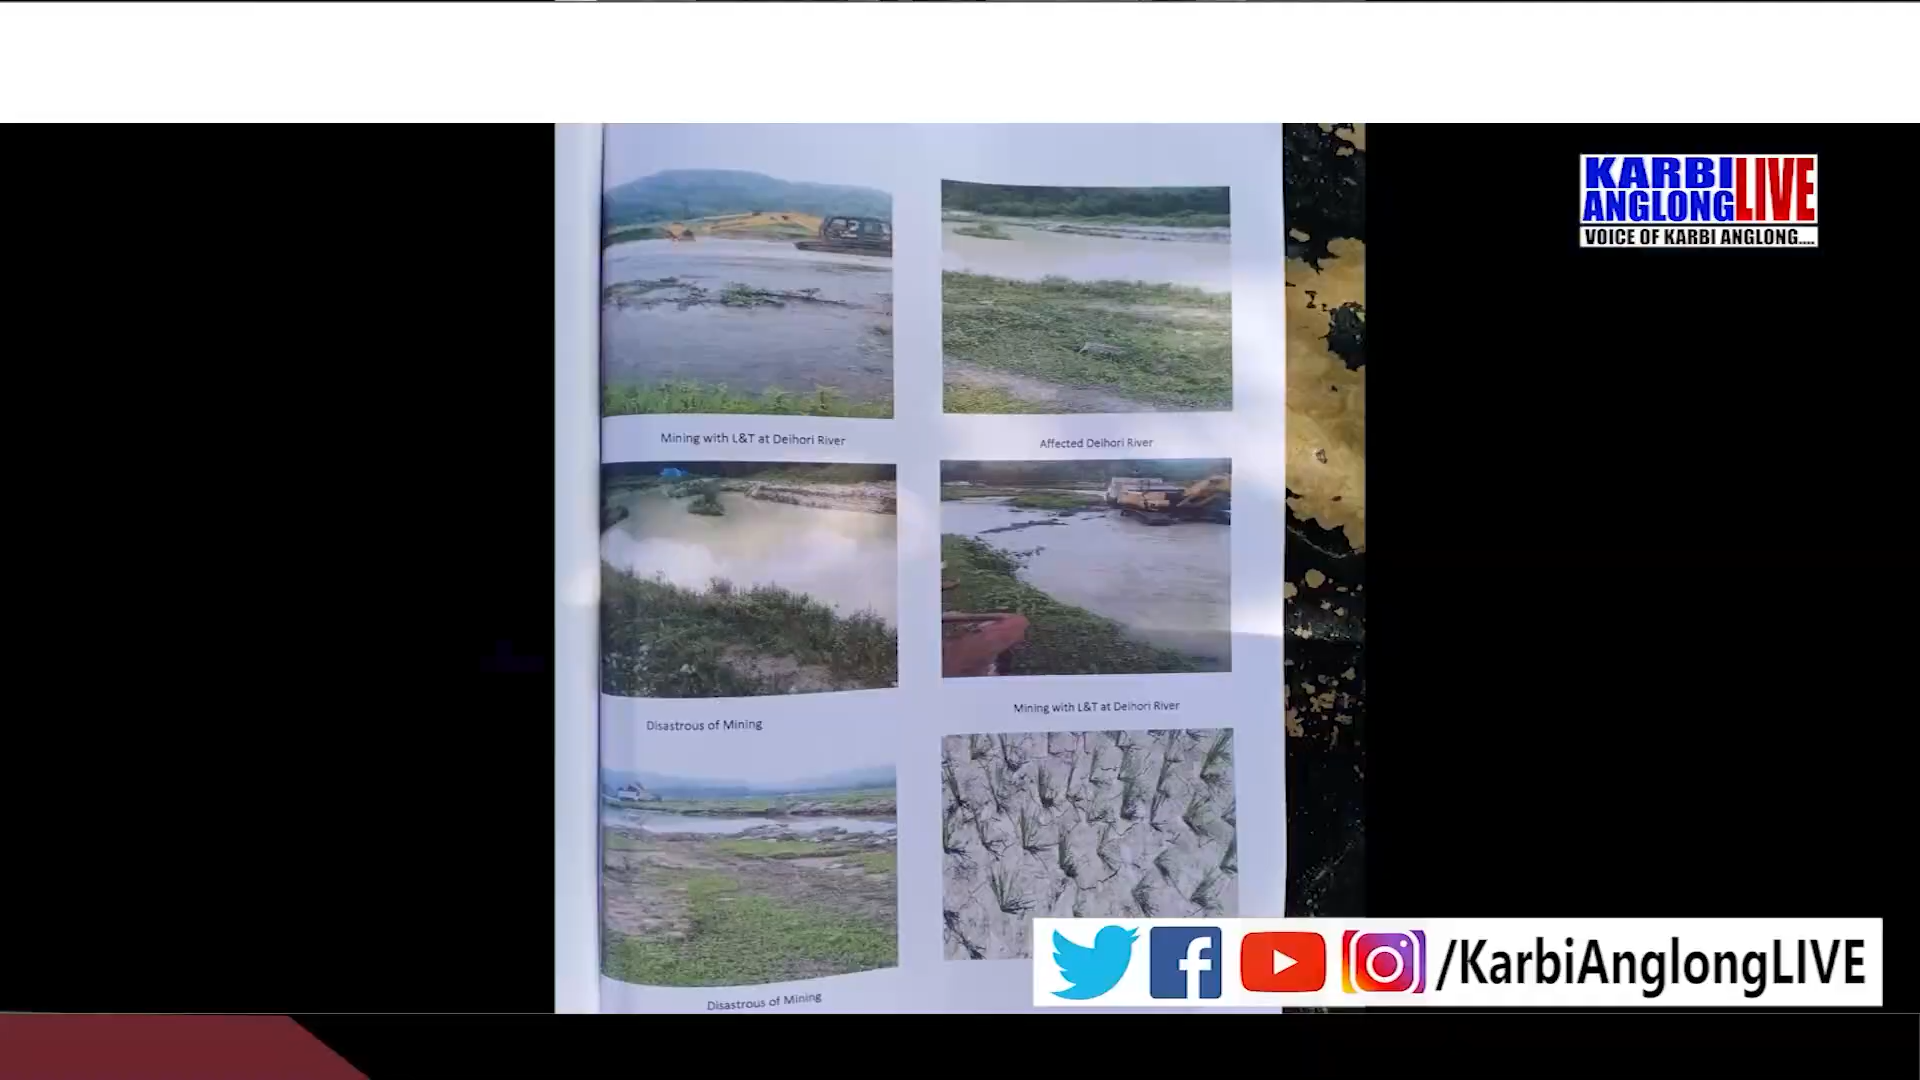 KARBI
ANGLONG
LIVE
VOICE OF KARBI ANGLONG....
Mining with L&T at Deihori River
Affected Deihori River
Disastrous of Mining
Mining with L&T at Deihori River
Disastrous of Mining
/KarbiAnglongLIVE